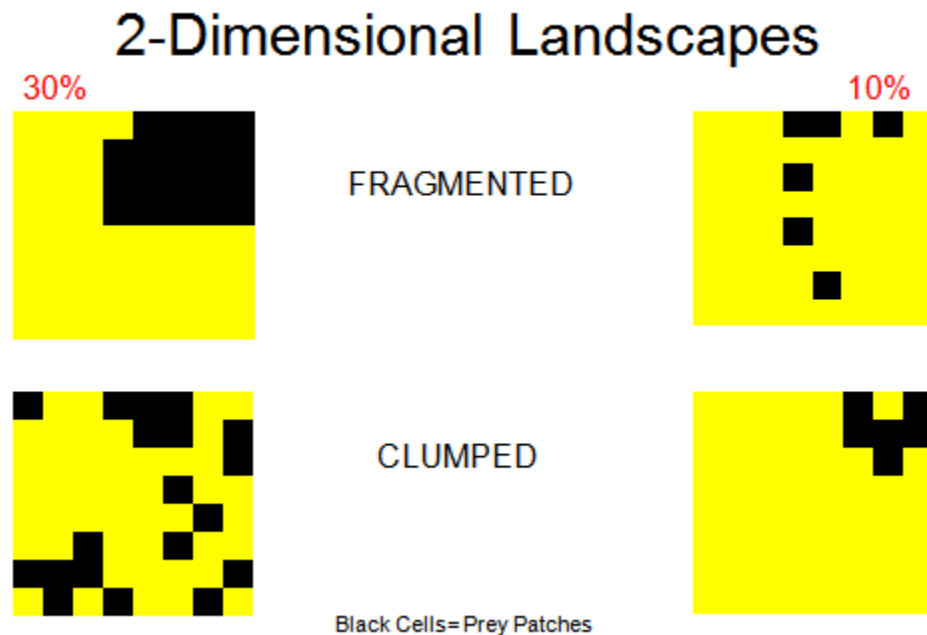 2-Dimensional Landscapes
30%
10%
FRAGMENTED
CLUMPED
Black Cells=Prey Patches